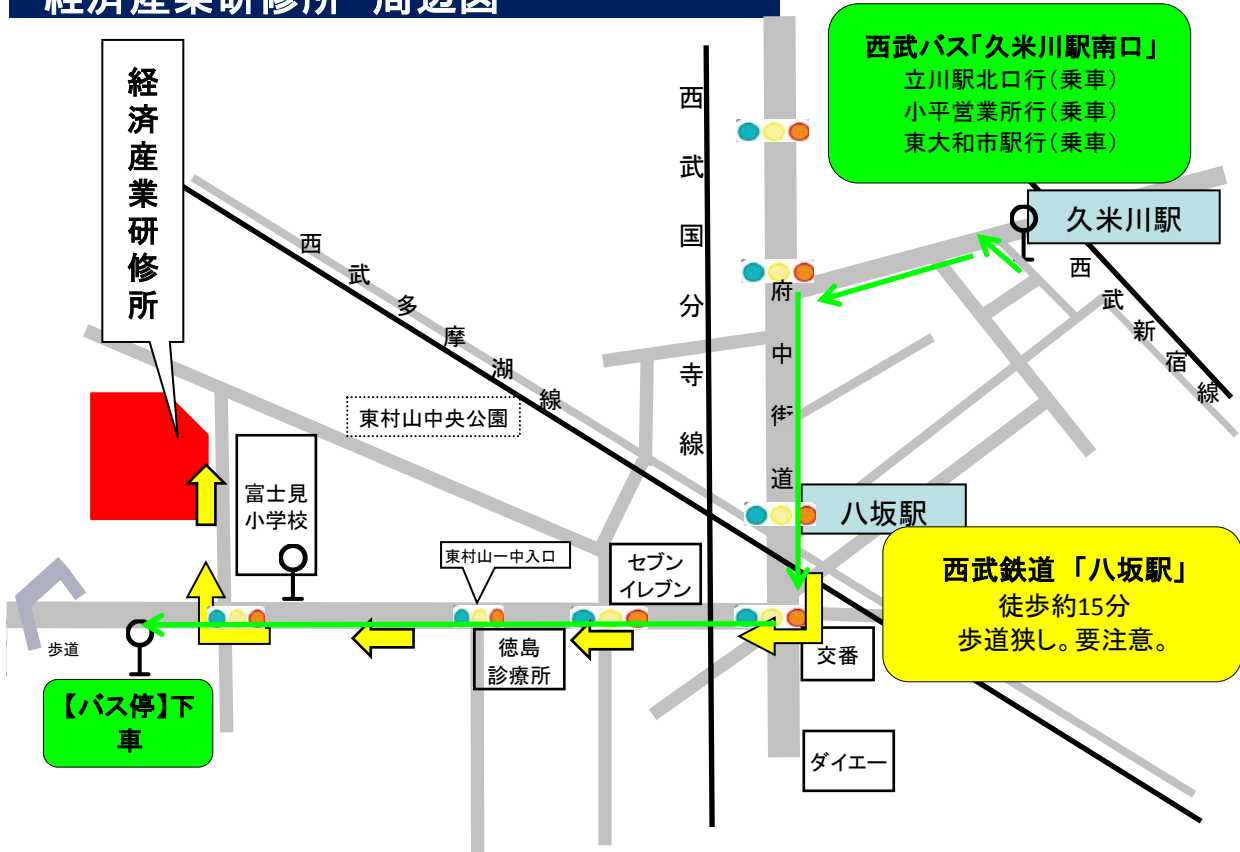 経済産業研修所 周辺図
西武バス「久米川駅南口」
立川駅北口行(乗車)
小平営業所行(乗車)
東大和市駅行(乗車)
経済産業研修所
西武国分寺線
久米川駅
西武新宿線
西武多摩湖線
府中街道
東村山中央公園
富士見
小学校
八坂駅
東村山一中入口
セブン
イレブン
西武鉄道 「八坂駅」
徒歩約15分
歩道狭し。要注意。
歩道
徳島
診療所
交番
【バス停】下
車
ダイエー